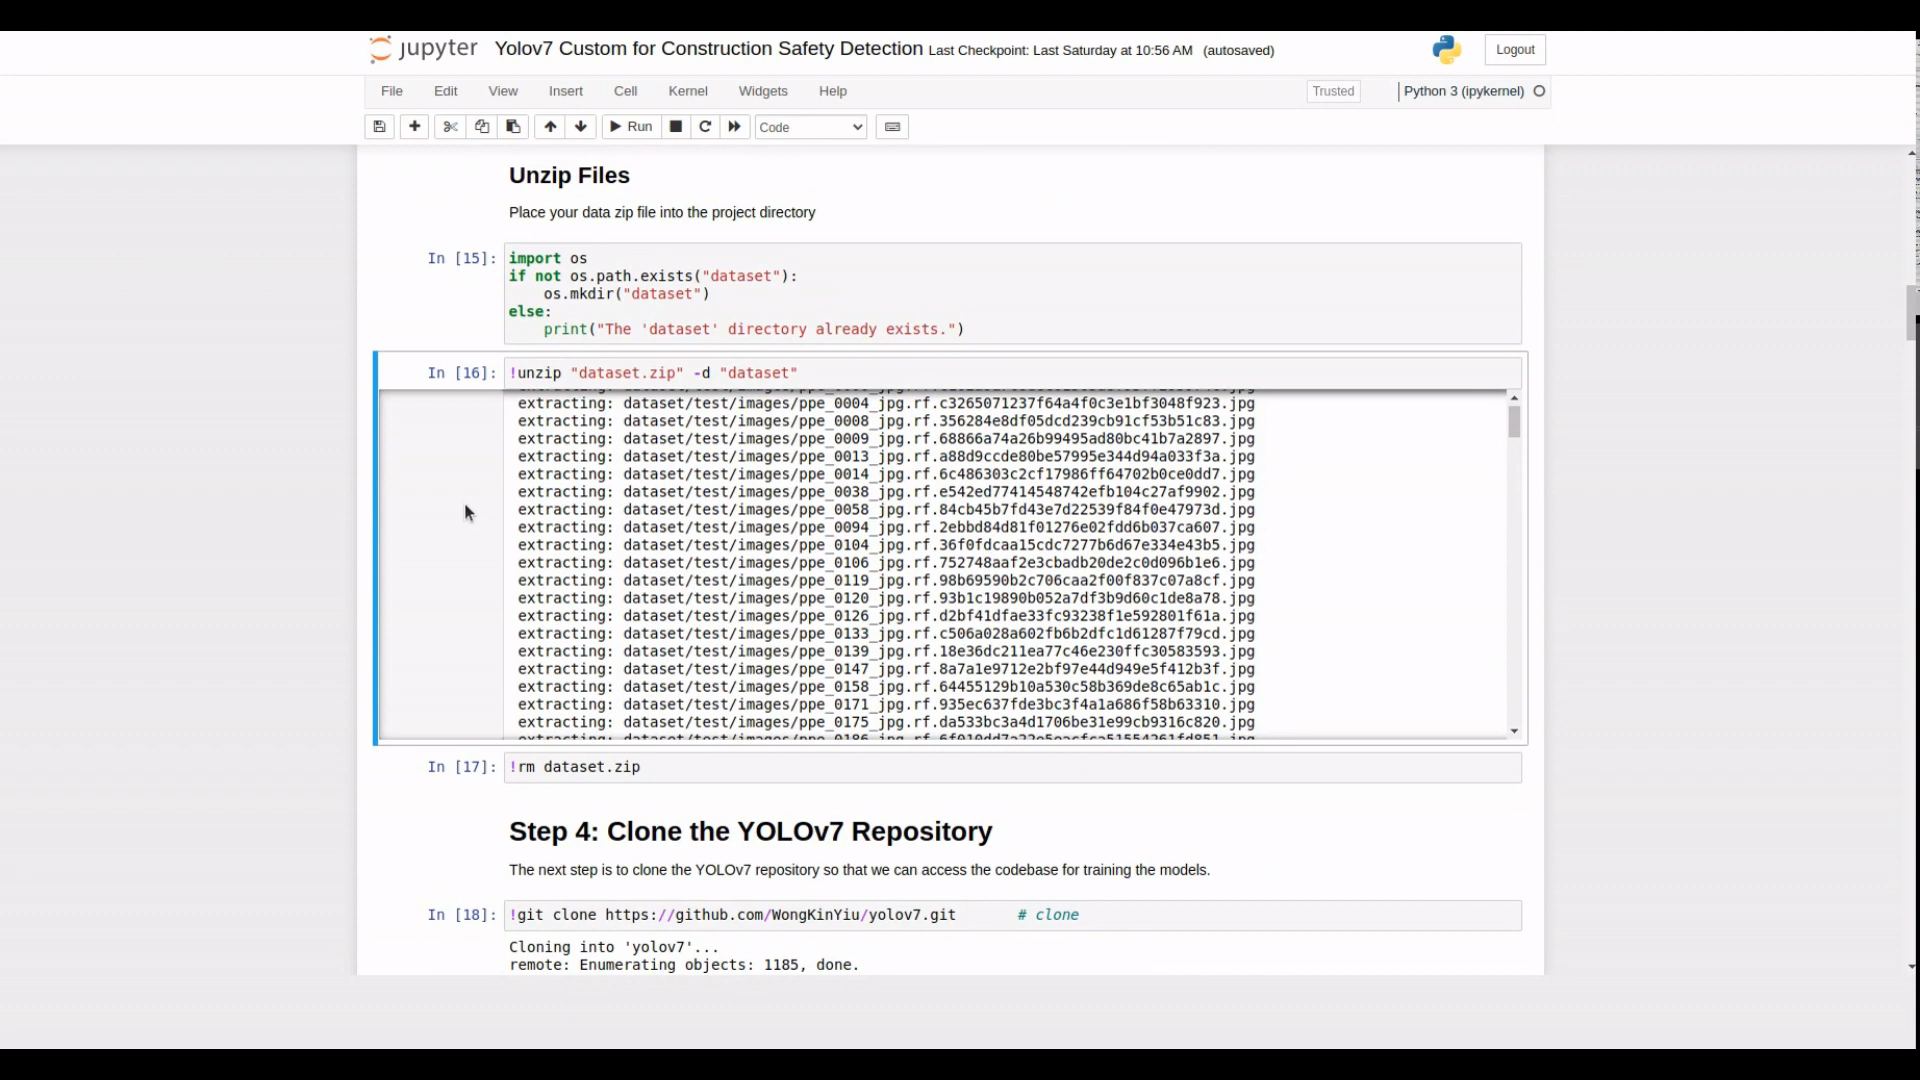 jupyter Yolov7 Custom for Construction Safety Detection Last Checkpoint: Last Saturday at 10:56 AM (autosaved) Logout
File Edit View Insert Cell Kernel Widgets Help Trusted Python 3 (ipykernel)
Run Code
Unzip Files
Place your data zip file into the project directory
In [15]: import os
if not os.path.exists("dataset"):
    os.mkdir("dataset")
else:
    print("The 'dataset' directory already exists.")
In [16]: !unzip "dataset.zip" -d "dataset"
extracting: dataset/test/images/ppe_0004_jpg.rf.c3265071237f64a4f0c3e1bf3048f923.jpg
extracting: dataset/test/images/ppe_0008_jpg.rf.356284e8df05dcd239cb91cf53b51c83.jpg
extracting: dataset/test/images/ppe_0009_jpg.rf.68866a74a26b99495ad80bc41b7a2897.jpg
extracting: dataset/test/images/ppe_0013_jpg.rf.a88d9ccde80be57995e344d94a033f3a.jpg
extracting: dataset/test/images/ppe_0014_jpg.rf.6c486303c2cf17986ff64702b0ce0dd7.jpg
extracting: dataset/test/images/ppe_0038_jpg.rf.e542ed77414548742efb104c27af9902.jpg
extracting: dataset/test/images/ppe_0058_jpg.rf.84cb45b7fd43e7d22539f84f0e47973d.jpg
extracting: dataset/test/images/ppe_0094_jpg.rf.2ebbd84d81f01276e02fdd6b037ca607.jpg
extracting: dataset/test/images/ppe_0104_jpg.rf.36f0fdcaa15cdc7277b6d67e334e43b5.jpg
extracting: dataset/test/images/ppe_0106_jpg.rf.752748aaf2e3cbadb20de2c0d096b1e6.jpg
extracting: dataset/test/images/ppe_0119_jpg.rf.98b69590b2c706caa2f00f837c07a8cf.jpg
extracting: dataset/test/images/ppe_0120_jpg.rf.93b1c19890b052a7df3b9d60c1de8a78.jpg
extracting: dataset/test/images/ppe_0126_jpg.rf.d2bf41dfae33fc93238f1e592801f61a.jpg
extracting: dataset/test/images/ppe_0133_jpg.rf.c506a028a602fb6b2dfc1d61287f79cd.jpg
extracting: dataset/test/images/ppe_0139_jpg.rf.18e36dc211ea77c46e230ffc30583593.jpg
extracting: dataset/test/images/ppe_0147_jpg.rf.8a7a1e9712e2bf97e44d949e5f412b3f.jpg
extracting: dataset/test/images/ppe_0158_jpg.rf.64455129b10a530c58b369de8c65ab1c.jpg
extracting: dataset/test/images/ppe_0171_jpg.rf.935ec637fde3bc3f4a1a686f58b63310.jpg
extracting: dataset/test/images/ppe_0175_jpg.rf.da533bc3a4d1706be31e99cb9316c820.jpg
In [17]: !rm dataset.zip
Step 4: Clone the YOLOv7 Repository
The next step is to clone the YOLOv7 repository so that we can access the codebase for training the models.
In [18]: !git clone https://github.com/WongKinYiu/yolov7.git # clone
Cloning into 'yolov7'...
remote: Enumerating objects: 1185, done.